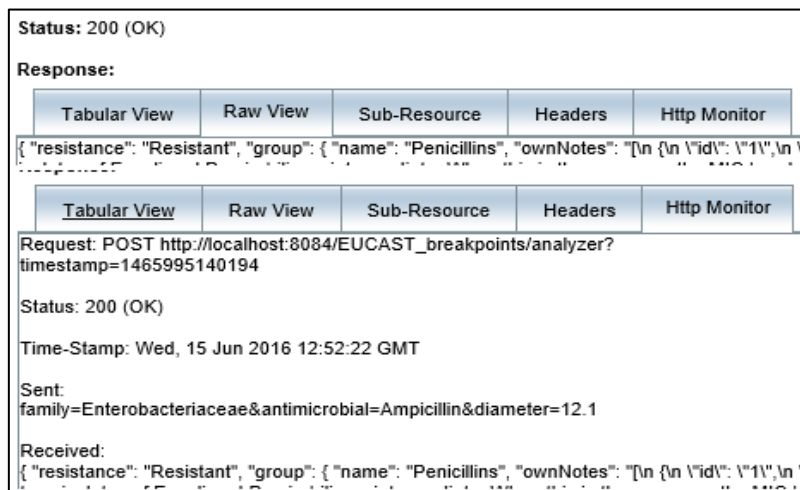 Status: 200 (OK)
Response:
Tabular View Raw View Sub-Resource Headers Http Monitor
{ "resistance": "Resistant", "group": { "name": "Penicillins", "ownNotes": "[\n {\n \"id\": \"1\",\n
Tabular View Raw View Sub-Resource Headers Http Monitor
Request: POST http://localhost:8084/EUCAST_breakpoints/analyzer?
timestamp=1465995140194
Status: 200 (OK)
Time-Stamp: Wed, 15 Jun 2016 12:52:22 GMT
Sent:
family=Enterobacteriaceae&antimicrobial=Ampicillin&diameter=12.1
Received:
{ "resistance": "Resistant", "group": { "name": "Penicillins", "ownNotes": "[\n {\n \"id\": \"1\",\n